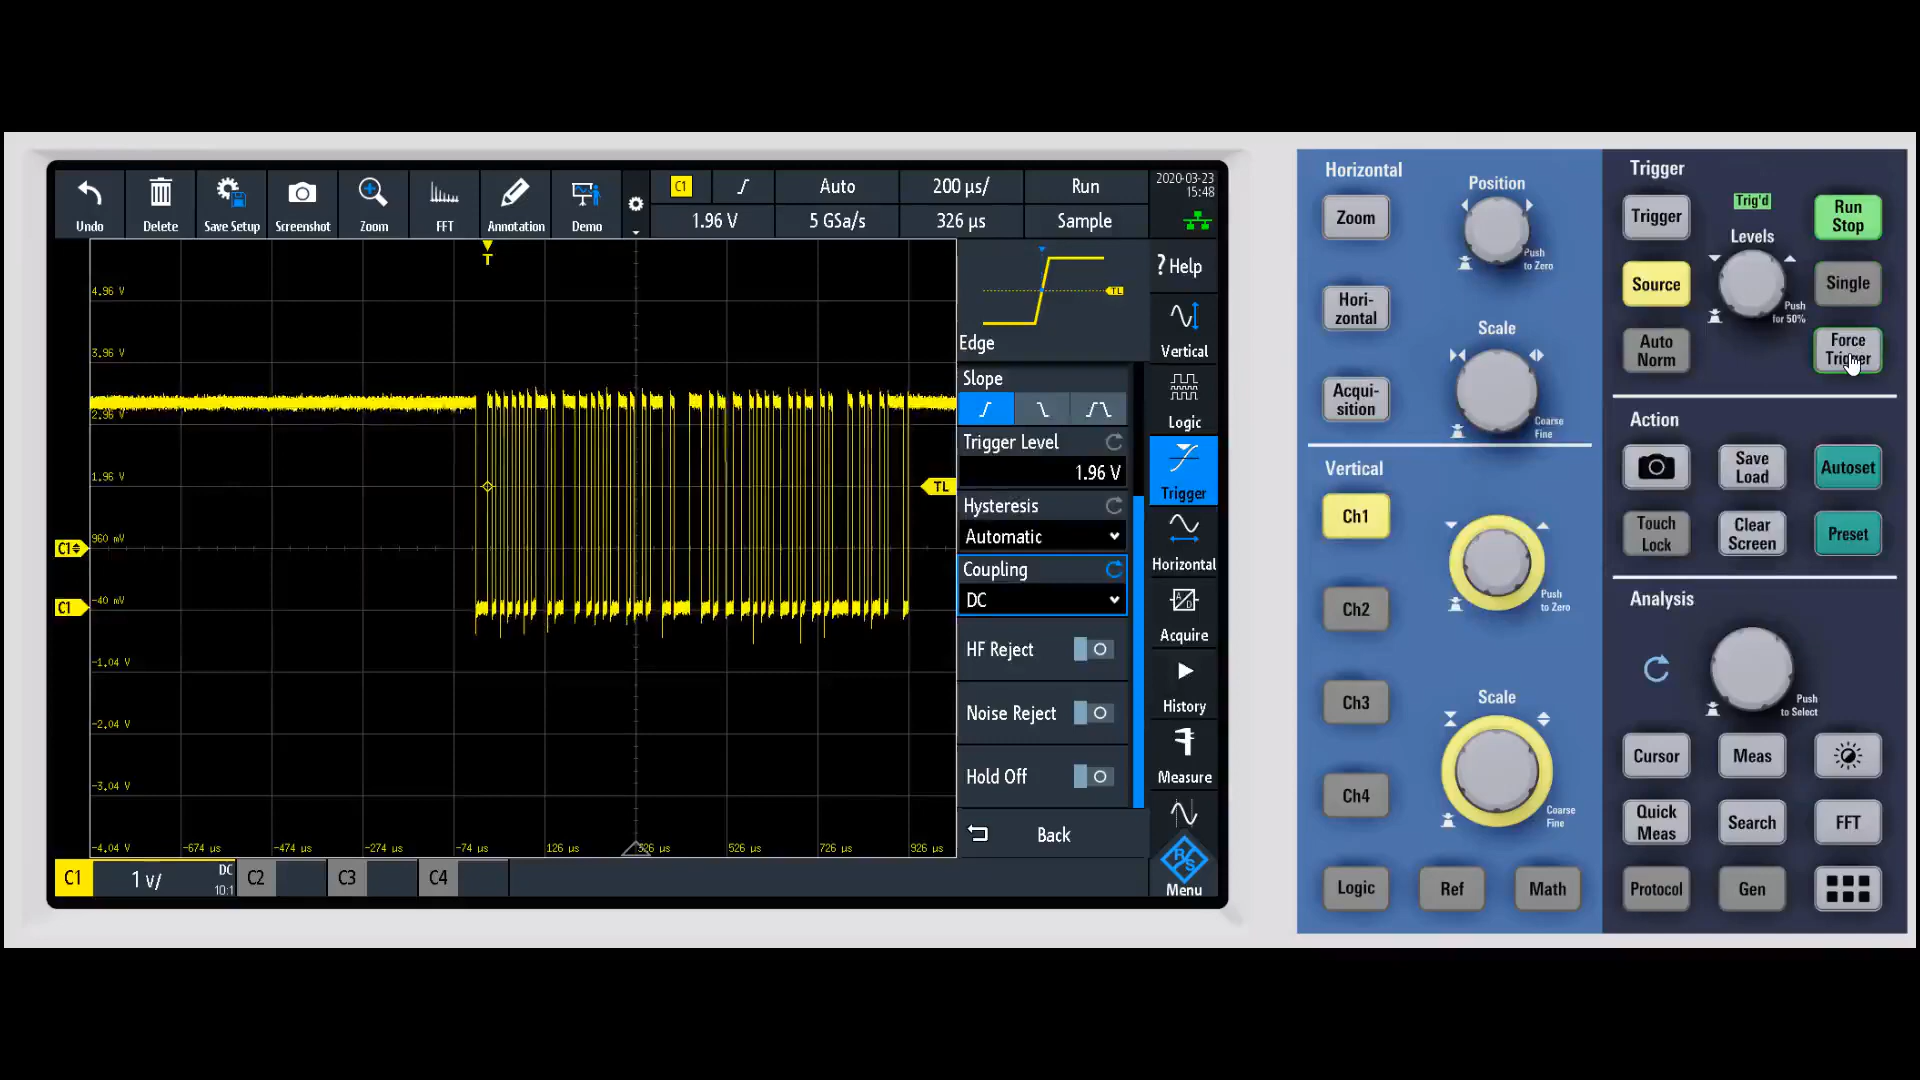 Undo
Delete
Save Setup
Screenshot
Zoom
FFT
Annotation
Demo
C1
Auto
200 µs/
Run
1.96 V
5 GSa/s
326 µs
Sample
2020-03-23
15:48
T
4.96 V
3.96 V
2.96 V
1.96 V
960 mV
-40 mV
-1.04 V
-2.04 V
-3.04 V
-4.04 V
-674 µs
-474 µs
-274 µs
-74 µs
126 µs
326 µs
526 µs
726 µs
926 µs
C1
C1
TL
TL
Edge
Slope
Trigger Level
1.96 V
Hysteresis
Automatic
Coupling
DC
HF Reject
Noise Reject
Hold Off
Back
? Help
Vertical
Logic
Trigger
Horizontal
Acquire
History
Measure
R/S
Menu
C1
1 V/
DC
10:1
C2
C3
C4
Horizontal
Zoom
Position
Push
to Zero
Hori-
zontal
Scale
Acqui-
sition
Coarse
Fine
Vertical
Ch1
Push
to Zero
Ch2
Ch3
Scale
Ch4
Coarse
Fine
Logic
Ref
Math
Trigger
Trigger
Trig'd
Run
Stop
Levels
Source
Single
Push
for 50%
Auto
Norm
Force
Trigger
Action
Save
Load
Autoset
Touch
Lock
Clear
Screen
Preset
Analysis
Push
to Select
Cursor
Meas
Quick
Meas
Search
FFT
Protocol
Gen